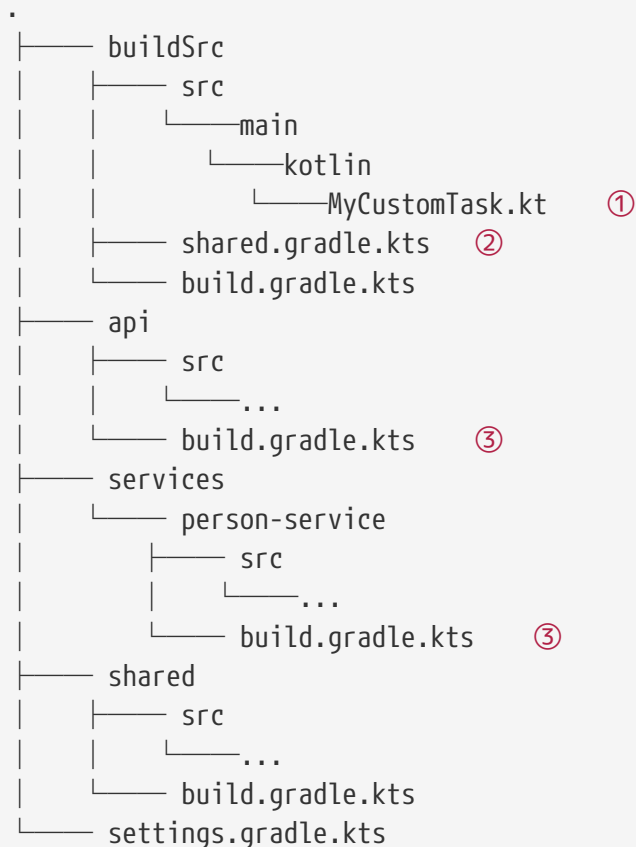 .
├── buildSrc
│   ├── src
│   │   └──main
│   │      └──kotlin
│   │         └──MyCustomTask.kt ①
│   ├── shared.gradle.kts ②
│   └── build.gradle.kts
├── api
│   ├── src
│   │   └──...
│   └── build.gradle.kts ③
├── services
│   └── person-service
│       ├── src
│       │   └──...
│       └── build.gradle.kts ③
├── shared
│   ├── src
│   │   └──...
│   └── build.gradle.kts
└── settings.gradle.kts